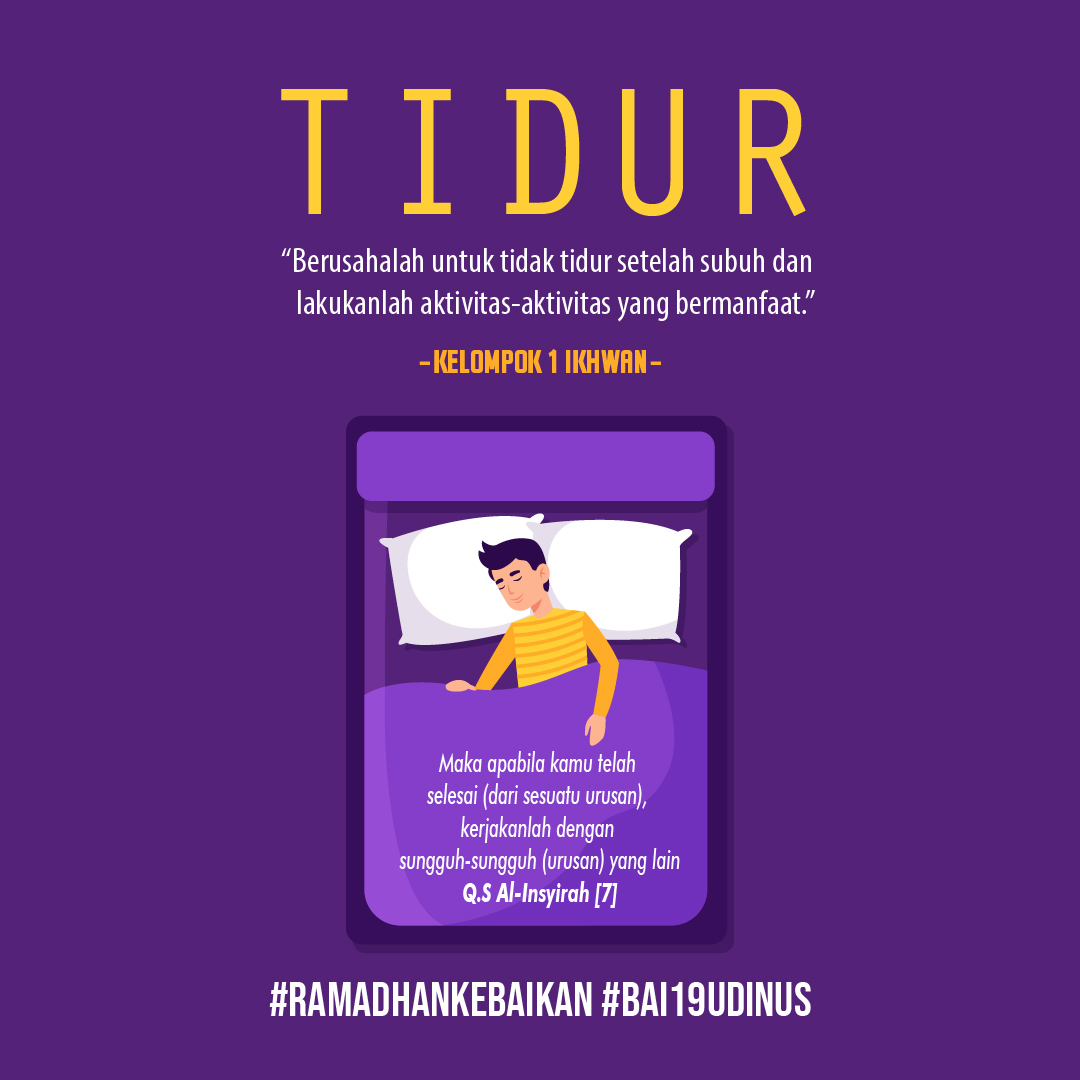 TIDUR
“Berusahalah untuk tidak tidur setelah subuh dan
lakukanlah aktivitas-aktivitas yang bermanfaat.”
-KELOMPOK 1 IKHWAN-
Maka apabila kamu telah
selesai (dari sesuatu urusan),
kerjakanlah dengan
sungguh-sungguh (urusan) yang lain
Q.S Al-Insyirah [7]
#RAMADHANKEBAIKAN #BAI19UDINUS